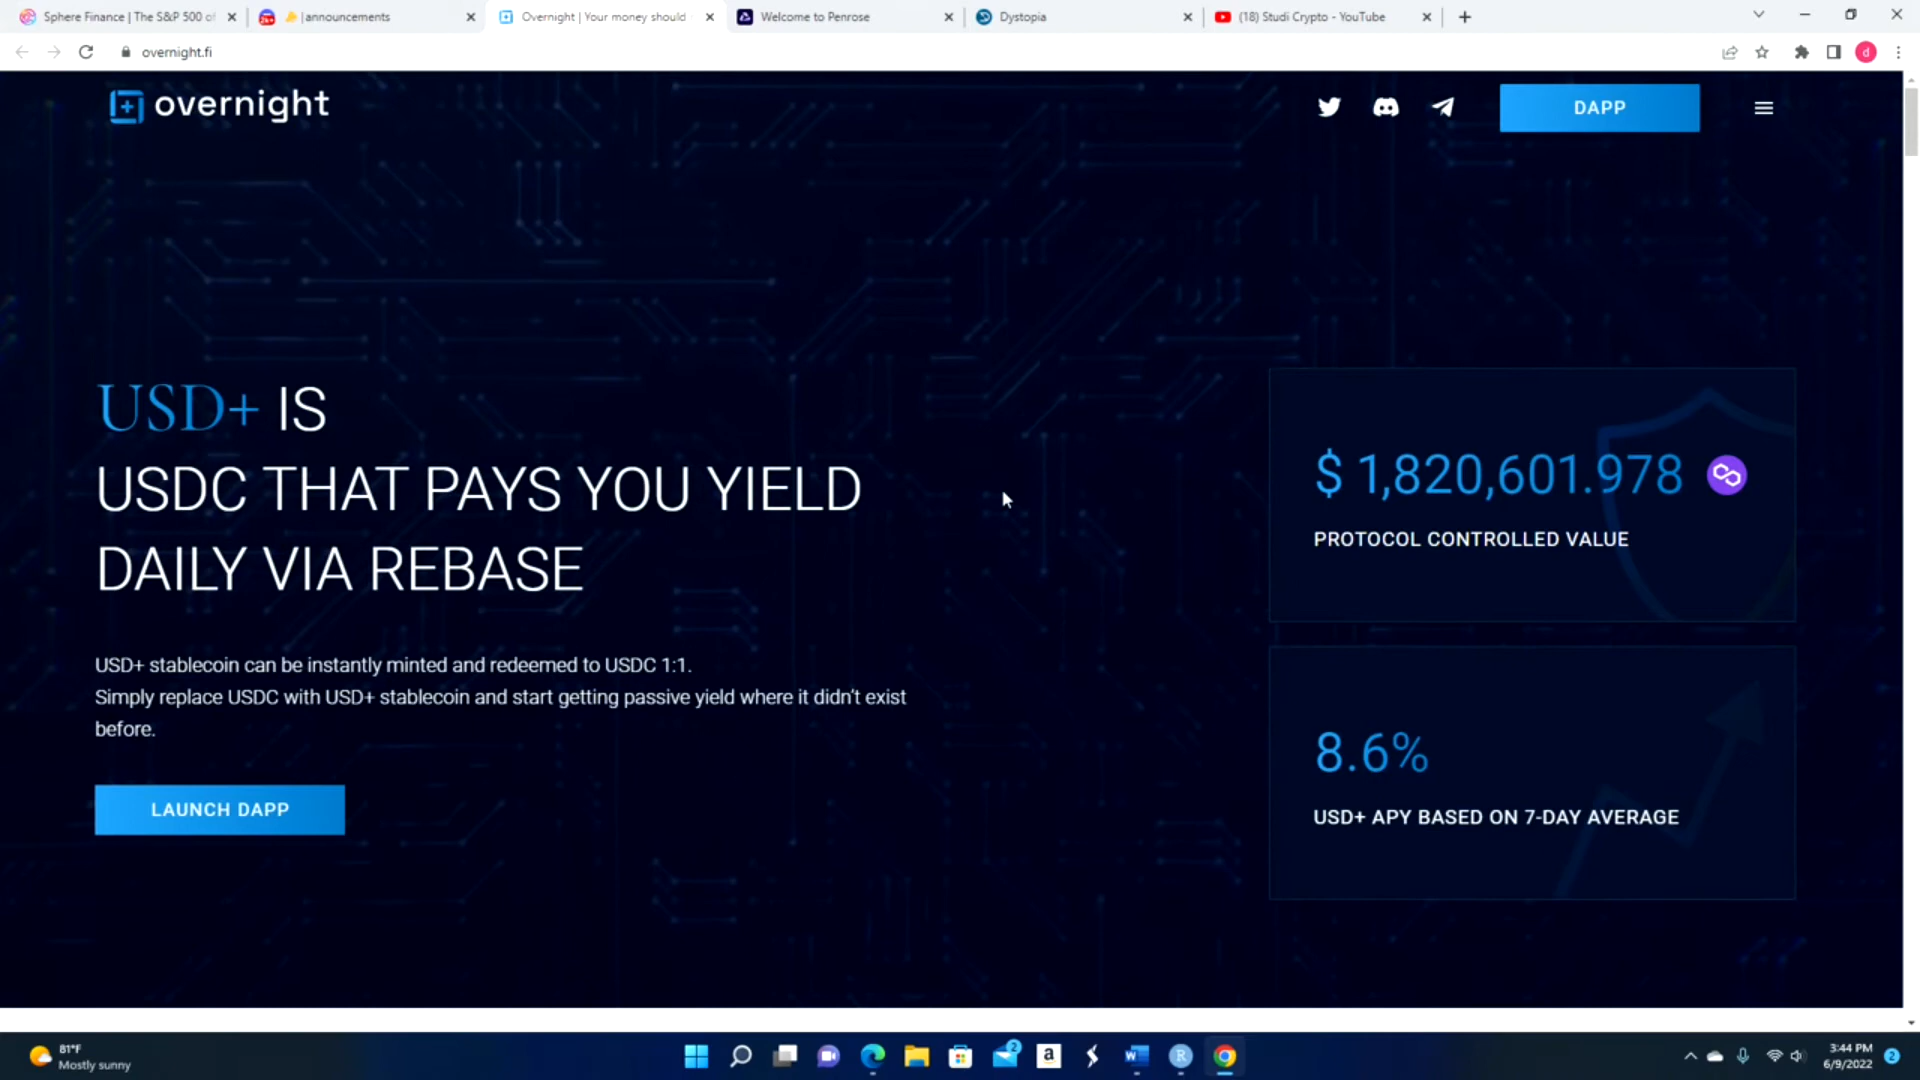 Sphere Finance | The S&P 500 of
| announcements
Overnight | Your money should
Welcome to Penrose
Dystopia
(18) Studi Crypto - YouTube
overnight.fi
d
overnight
DAPP
USD+ IS
USDC THAT PAYS YOU YIELD
DAILY VIA REBASE
USD+ stablecoin can be instantly minted and redeemed to USDC 1:1.
Simply replace USDC with USD+ stablecoin and start getting passive yield where it didn't exist
before.
LAUNCH DAPP
$ 1,820,601.978
PROTOCOL CONTROLLED VALUE
8.6%
USD+ APY BASED ON 7-DAY AVERAGE
81°F
Mostly sunny
2
a
W
R
3:44 PM
6/9/2022
2